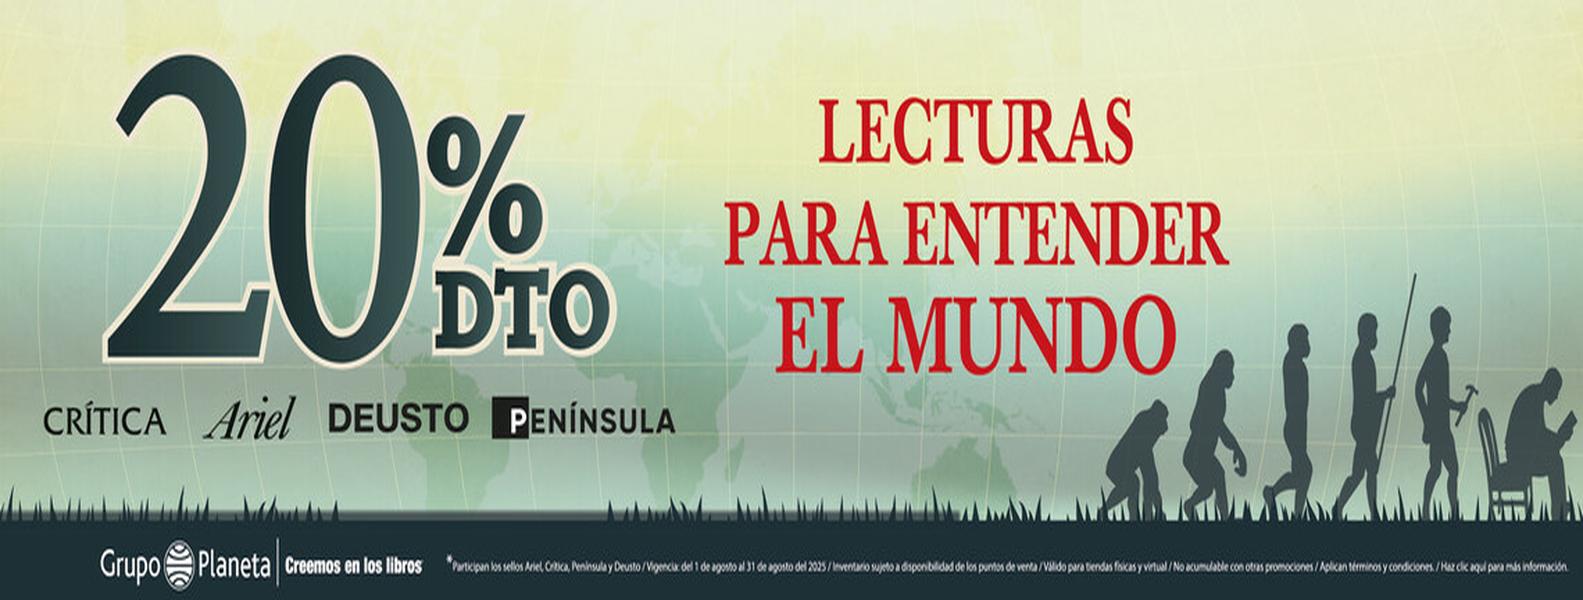 20% DTO
LECTURAS
PARA ENTENDER
EL MUNDO
CRÍTICA Ariel DEUSTO PENÍNSULA
Grupo Planeta Creemos en los libros
*Participan los sellos Ariel, Crítica, Península y Deusto / Vigencia: del 1 de agosto al 31 de agosto del 2025 / Inventario sujeto a disponibilidad de los puntos de venta / Válido para tiendas físicas y virtual / No acumulable con otras promociones / Aplican términos y condiciones. / Haz clic aquí para más información.